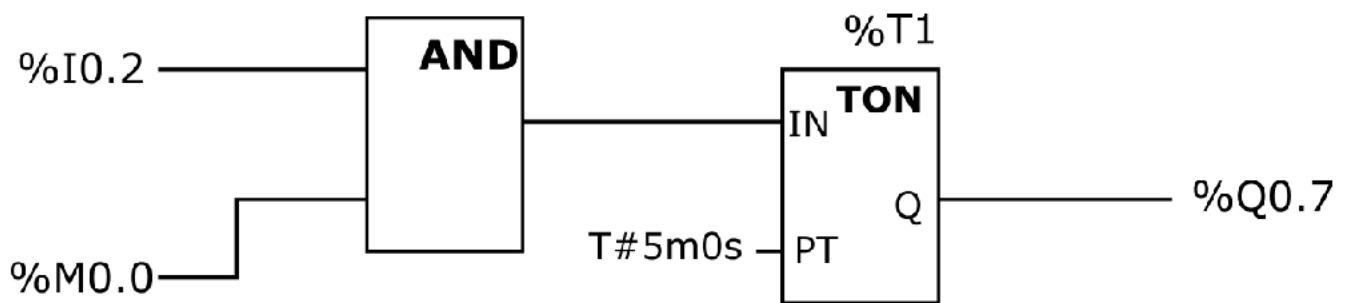 %T1
%I0.2
AND
TON
IN
%M0.0
T#5m0s
PT
Q
%Q0.7